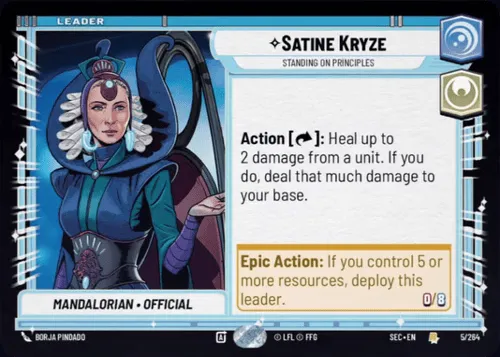 LEADER
✧SATINE KRYZE
STANDING ON PRINCIPLES
Action [↷]: Heal up to
2 damage from a unit. If you
do, deal that much damage to
your base.
Epic Action: If you control 5 or
more resources, deploy this
leader.
0/8
MANDALORIAN • OFFICIAL
BORJA PINDADO
A
© LFL © FFG
SEC•EN
5/264